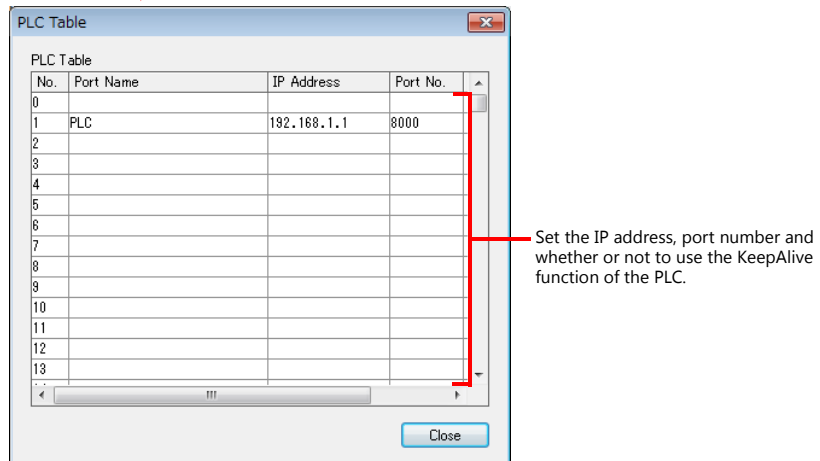 PLC Table
PLC Table
No. Port Name IP Address Port No.
0
1 PLC 192.168.1.1 8000
2
3
4
5
6
7
8
9
10
11
12
13
Set the IP address, port number and
whether or not to use the KeepAlive
function of the PLC.
Close